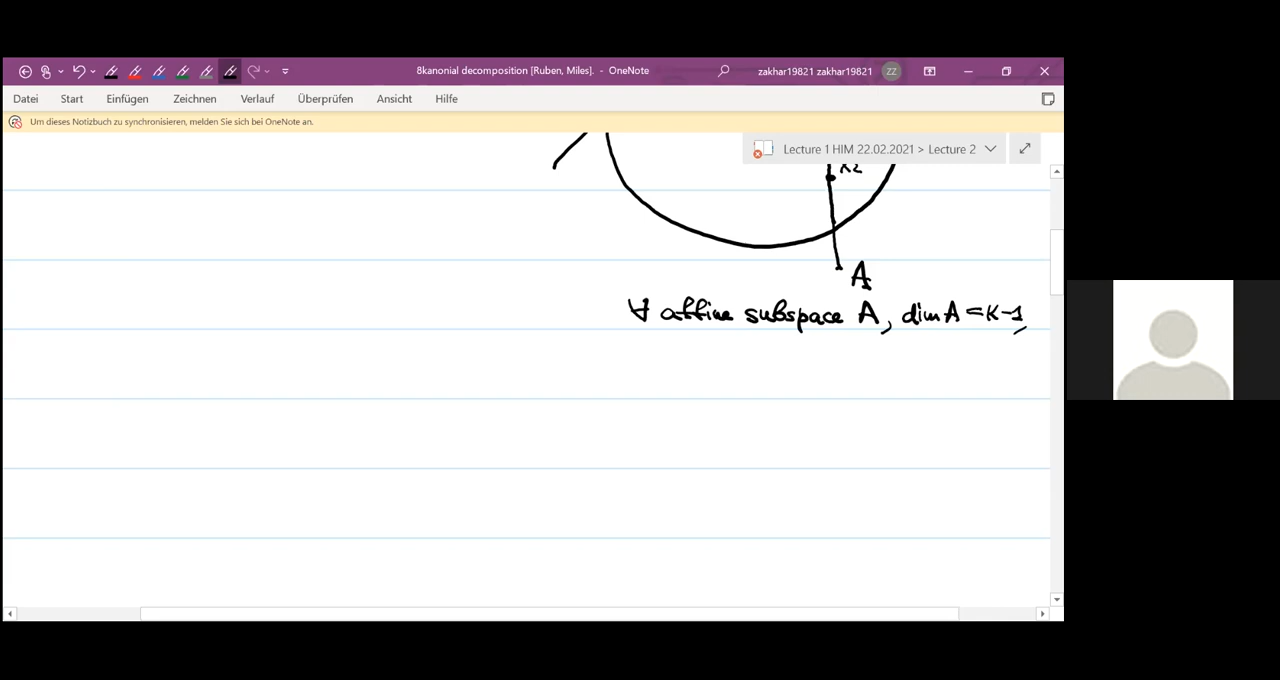 8kanonial decomposition [Ruben, Miles]. - OneNote
zakhar19821 zakhar19821
ZZ
Datei Start Einfügen Zeichnen Verlauf Überprüfen Ansicht Hilfe
Um dieses Notizbuch zu synchronisieren, melden Sie sich bei OneNote an.
Lecture 1 HIM 22.02.2021 > Lecture 2
x2
A
∀ affine subspace A, dim A = k-1,